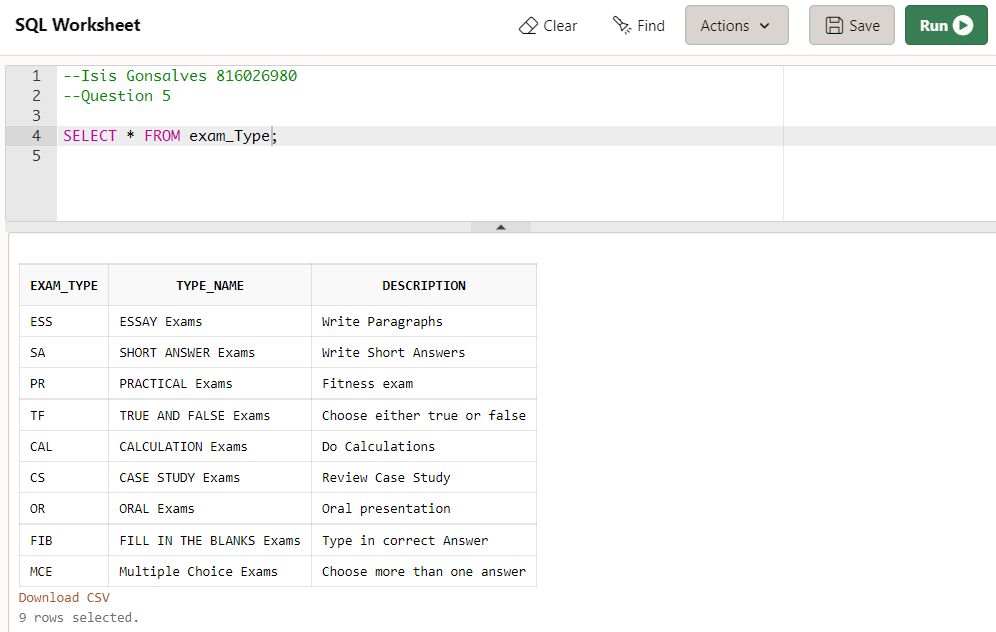 SQL Worksheet Clear Find Actions Save Run
1 --Isis Gonsalves 816026980
2 --Question 5
3
4 SELECT * FROM exam_Type;
5
EXAM_TYPE TYPE_NAME DESCRIPTION
ESS ESSAY Exams Write Paragraphs
SA SHORT ANSWER Exams Write Short Answers
PR PRACTICAL Exams Fitness exam
TF TRUE AND FALSE Exams Choose either true or false
CAL CALCULATION Exams Do Calculations
CS CASE STUDY Exams Review Case Study
OR ORAL Exams Oral presentation
FIB FILL IN THE BLANKS Exams Type in correct Answer
MCE Multiple Choice Exams Choose more than one answer
Download CSV
9 rows selected.